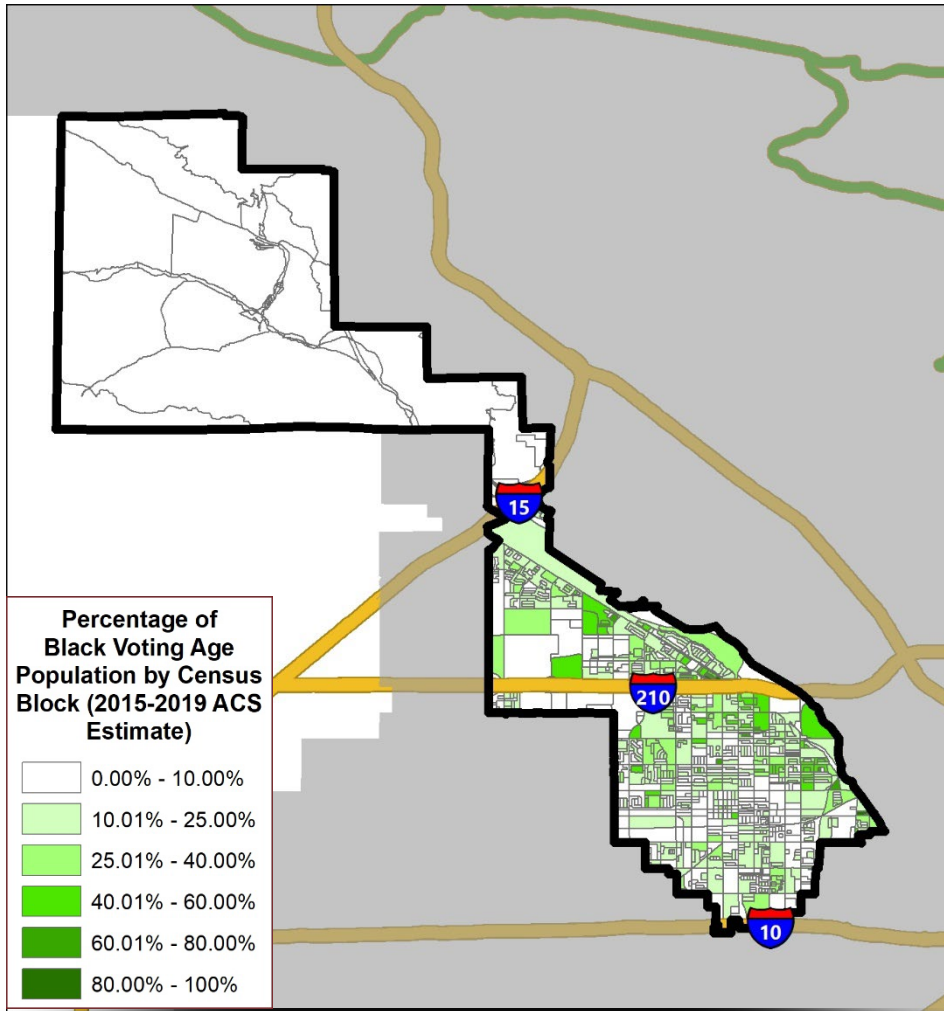 15
Percentage of
Black Voting Age
Population by Census
Block (2015-2019 ACS
Estimate)
210
0.00% - 10.00%
10.01% - 25.00%
25.01% - 40.00%
40.01% - 60.00%
60.01% - 80.00%
80.00% - 100%
10